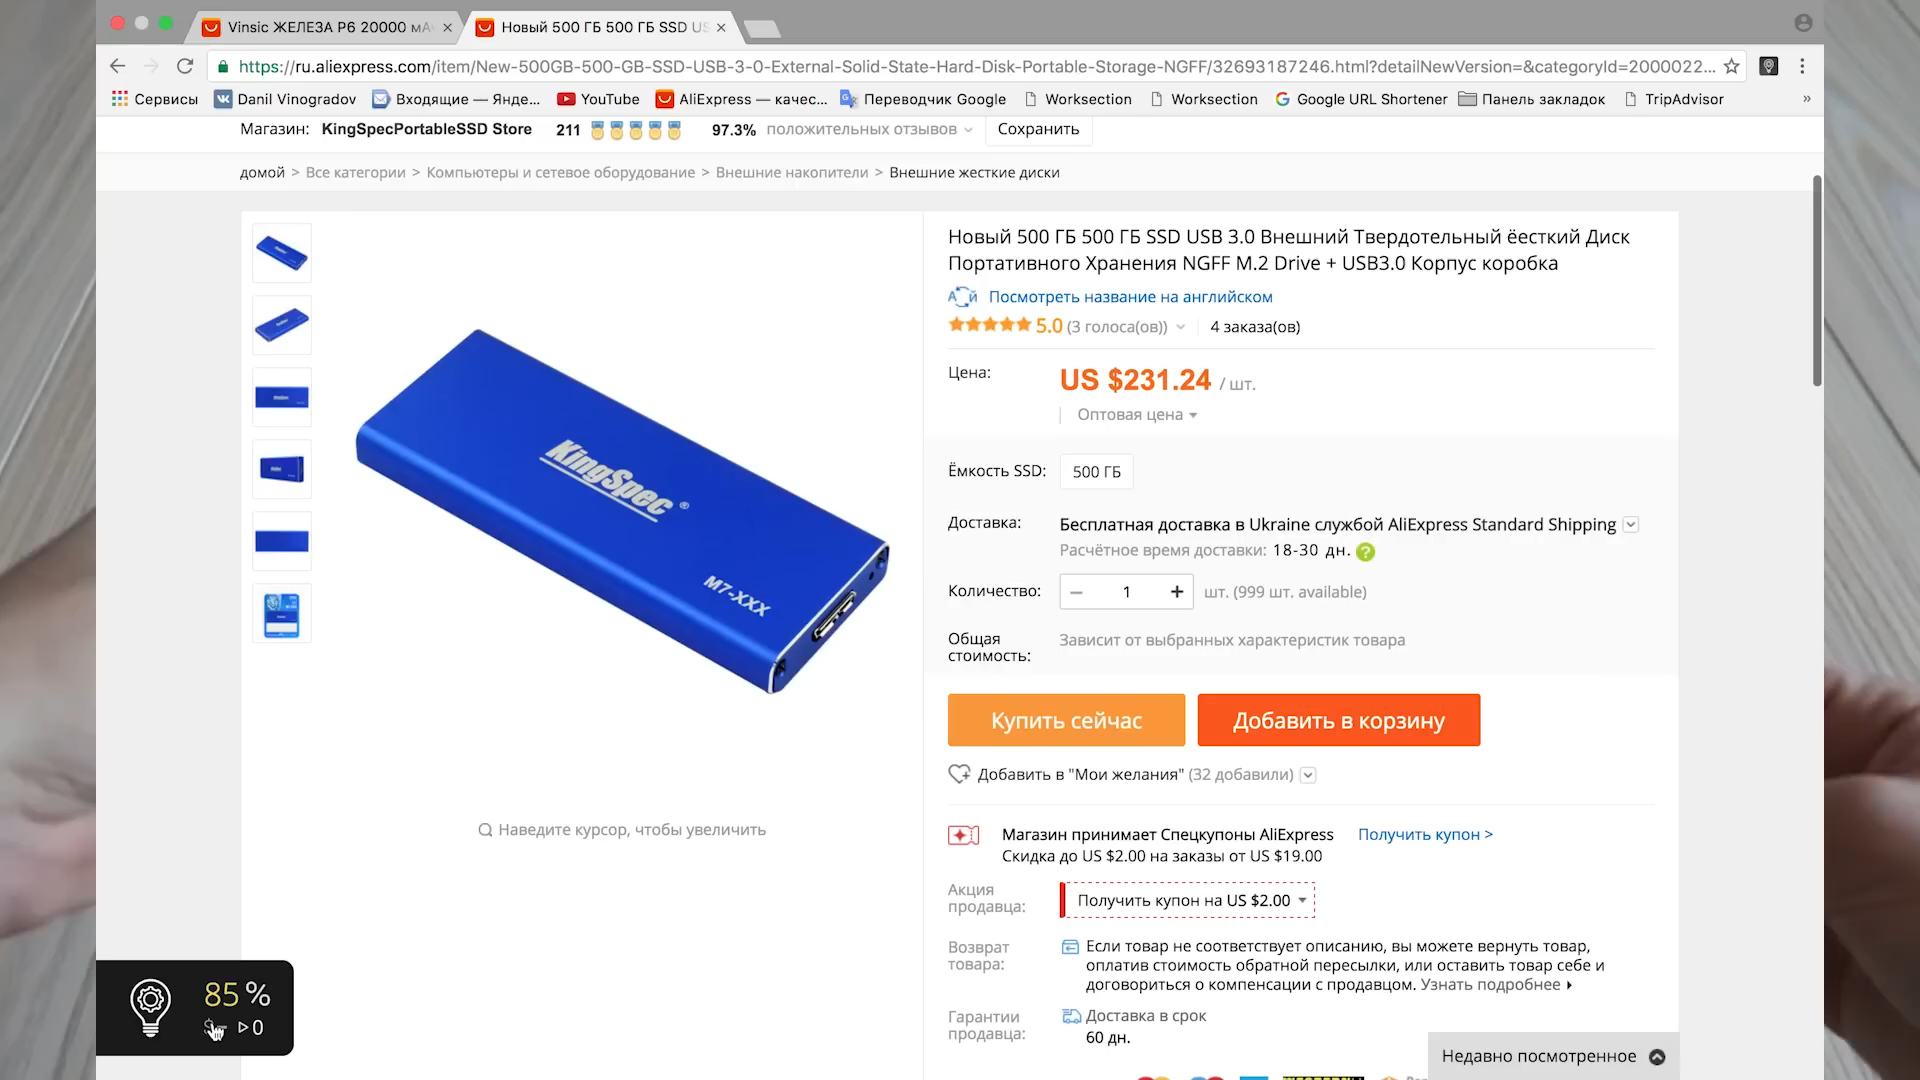 Vinsic ЖЕЛЕЗА P6 20000 мАч
Новый 500 ГБ 500 ГБ SSD US
https://ru.aliexpress.com/item/New-500GB-500-GB-SSD-USB-3-0-External-Solid-State-Hard-Disk-Portable-Storage-NGFF/32693187246.html?detailNewVersion=&categoryId=2000022...
Сервисы Danil Vinogradov Входящие — Янде... YouTube AliExpress — качес... Переводчик Google Worksection Worksection Google URL Shortener Панель закладок TripAdvisor »
Магазин: KingSpecPortableSSD Store 211 97.3% положительных отзывов Сохранить
домой > Все категории > Компьютеры и сетевое оборудование > Внешние накопители > Внешние жесткие диски
Новый 500 ГБ 500 ГБ SSD USB 3.0 Внешний Твердотельный ёесткий Диск
Портативного Хранения NGFF M.2 Drive + USB3.0 Корпус коробка
Посмотреть название на английском
5.0 (3 голоса(ов)) 4 заказа(ов)
Цена: US $231.24 / шт.
Оптовая цена
Ёмкость SSD: 500 ГБ
Доставка: Бесплатная доставка в Ukraine службой AliExpress Standard Shipping
Расчётное время доставки: 18-30 дн. ?
Количество: − 1 + шт. (999 шт. available)
Общая
стоимость: Зависит от выбранных характеристик товара
Купить сейчас Добавить в корзину
Добавить в "Мои желания" (32 добавили)
KingSpec ®
M7-XXX
Наведите курсор, чтобы увеличить
Магазин принимает Спецкупоны AliExpress Получить купон >
Скидка до US $2.00 на заказы от US $19.00
Акция
продавца: Получить купон на US $2.00
Возврат
товара: Если товар не соответствует описанию, вы можете вернуть товар,
оплатив стоимость обратной пересылки, или оставить товар себе и
договориться о компенсации с продавцом. Узнать подробнее
Гарантии
продавца: Доставка в срок
60 дн.
Недавно посмотренное
85 %
0